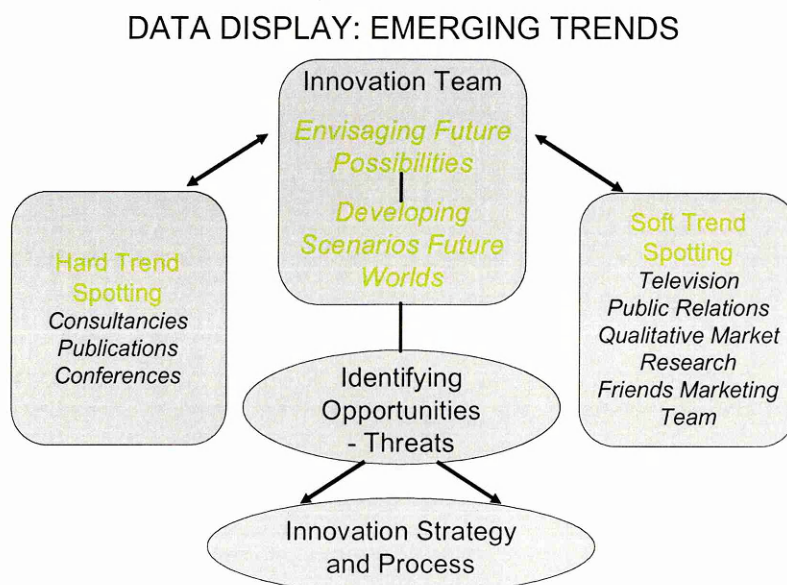 DATA DISPLAY: EMERGING TRENDS
Innovation Team
Envisaging Future
Possibilities
Developing
Scenarios Future
Worlds
Hard Trend
Spotting
Consultancies
Publications
Conferences
Soft Trend
Spotting
Television
Public Relations
Qualitative Market
Research
Friends Marketing
Team
Identifying
Opportunities
- Threats
Innovation Strategy
and Process